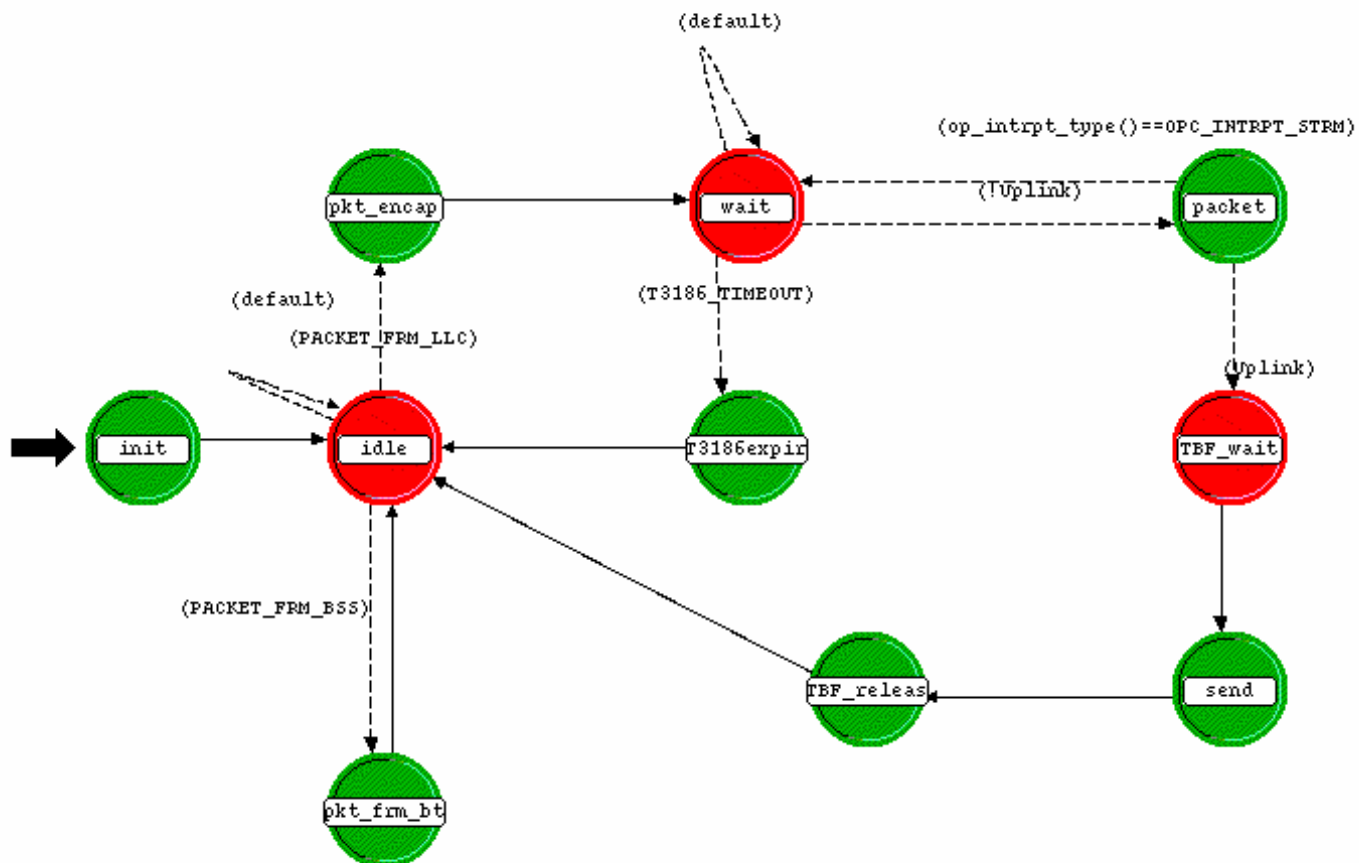 (default)
(op_intrpt_type()==OPC_INTRPT_STRM)
pkt_encap
wait
(!Uplink)
packet
(default)
(T3186_TIMEOUT)
(PACKET_FRM_LLC)
(Uplink)
init
idle
T3186expir
TBF_wait
(PACKET_FRM_BSS)
TBF_releas
send
pkt_frm_bt